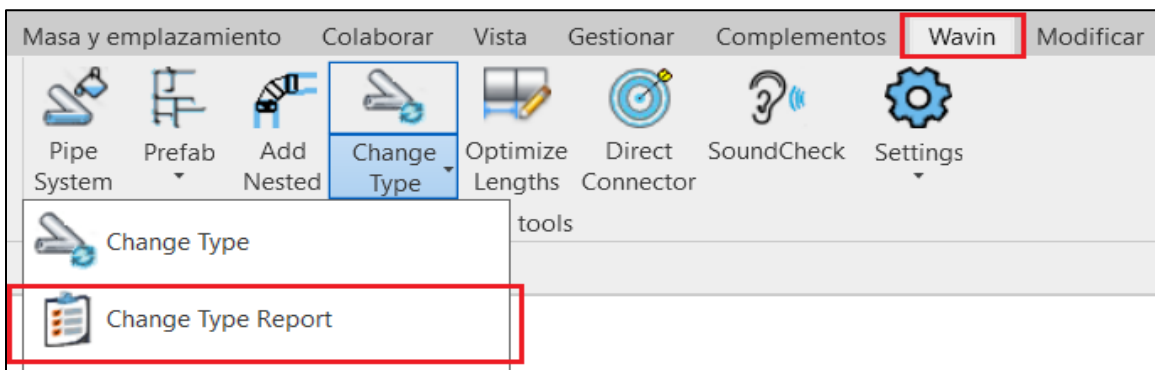 Masa y emplazamiento Colaborar Vista Gestionar Complementos Wavin Modificar
Pipe System Prefab Add Nested Change Type Optimize Lengths Direct Connector SoundCheck Settings
tools
Change Type
Change Type Report